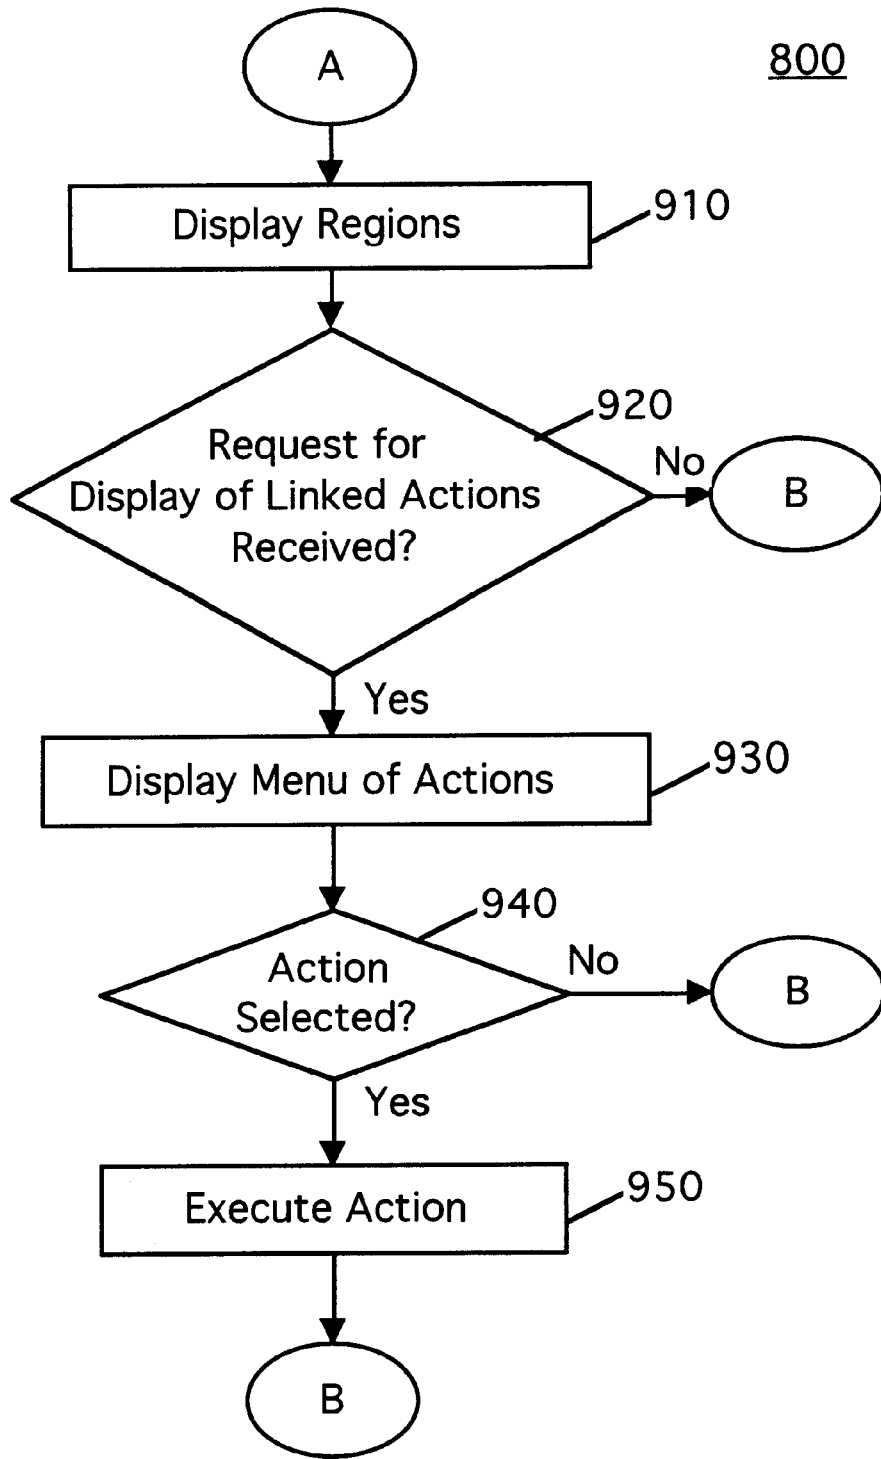 A
800
Display Regions
910
920
Request for
Display of Linked Actions
Received?
No
B
Yes
Display Menu of Actions
930
940
Action
Selected?
No
B
Yes
Execute Action
950
B